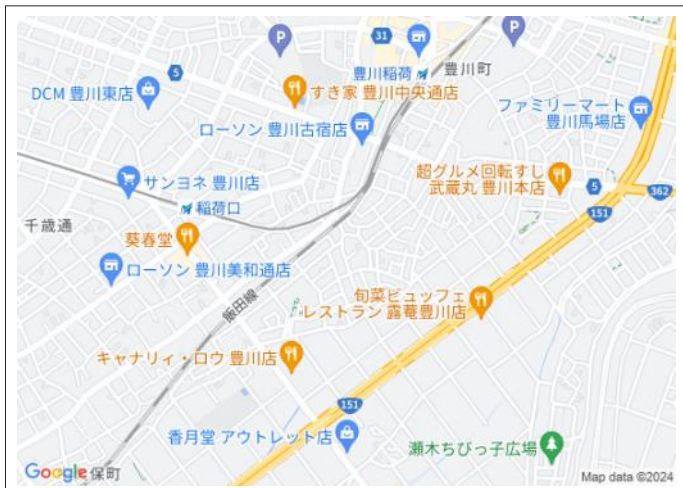 31
豊川稲荷
豊川町
5
DCM 豊川東店
すき家 豊川中央通店
ファミリーマート
豊川馬場店
ローソン 豊川古宿店
超グルメ回転すし
武蔵丸 豊川本店
5
362
サンヨネ 豊川店
稲荷口
151
千歳通
葵春堂
ローソン 豊川美和通店
飯田線
旬菜ビュッフェ
レストラン 露菴豊川店
キャナリィ・ロウ 豊川店
151
香月堂 アウトレット店
瀬木ちびっ子広場
Google
保町
Map data ©2024